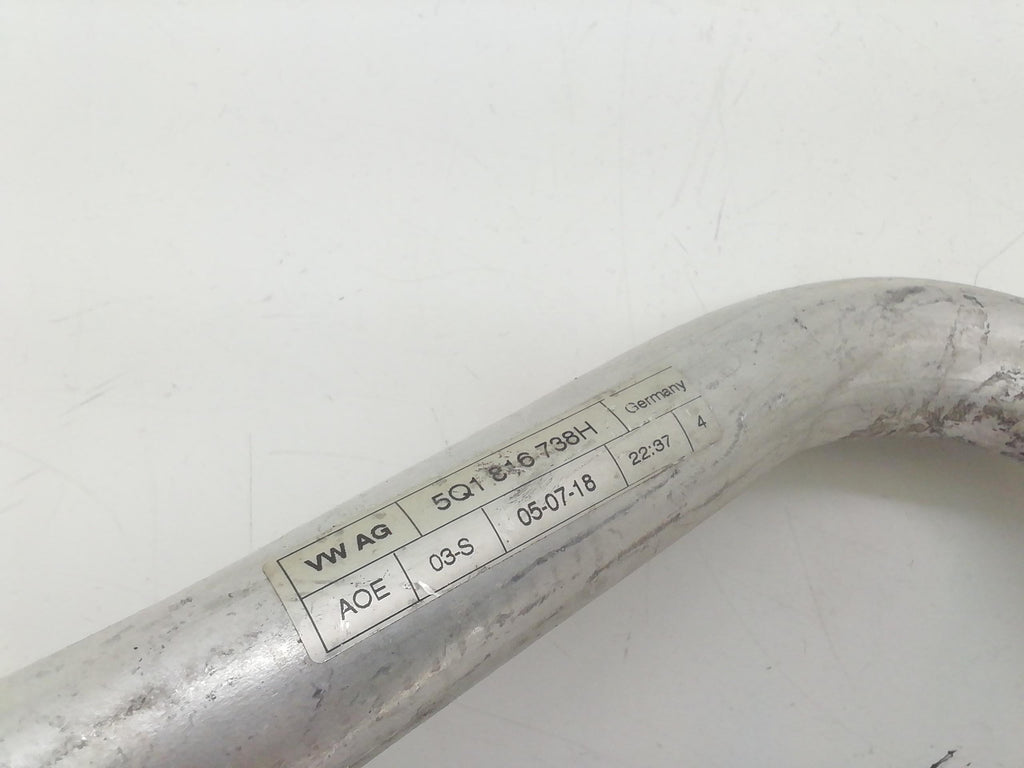 VW AG 5Q1 816 738H Germany
AOE 03-S 05-07-18 22:37 4